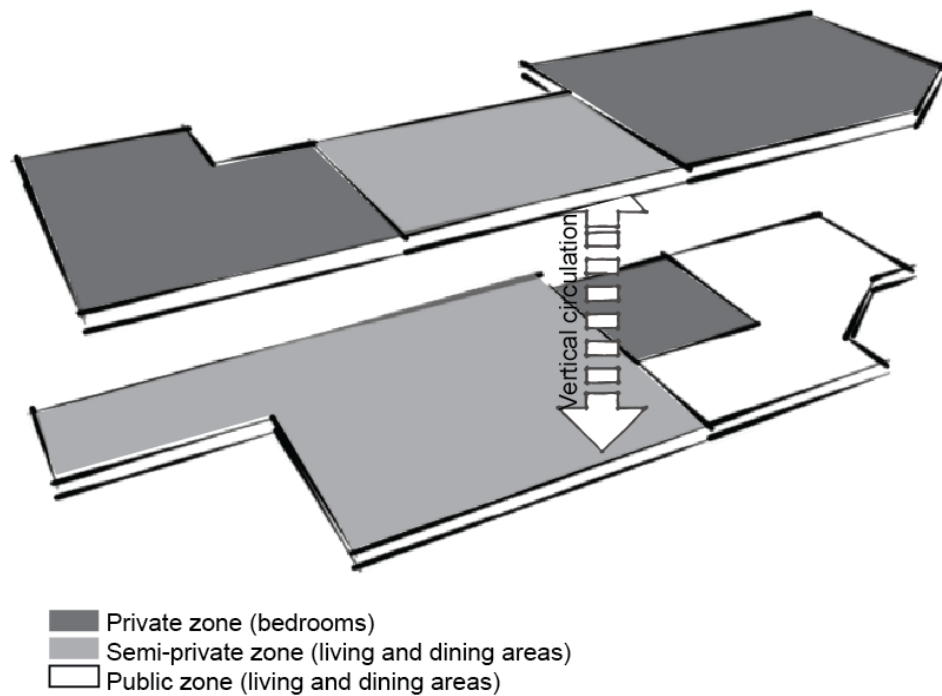 Vertical circulation
Private zone (bedrooms)
Semi-private zone (living and dining areas)
Public zone (living and dining areas)